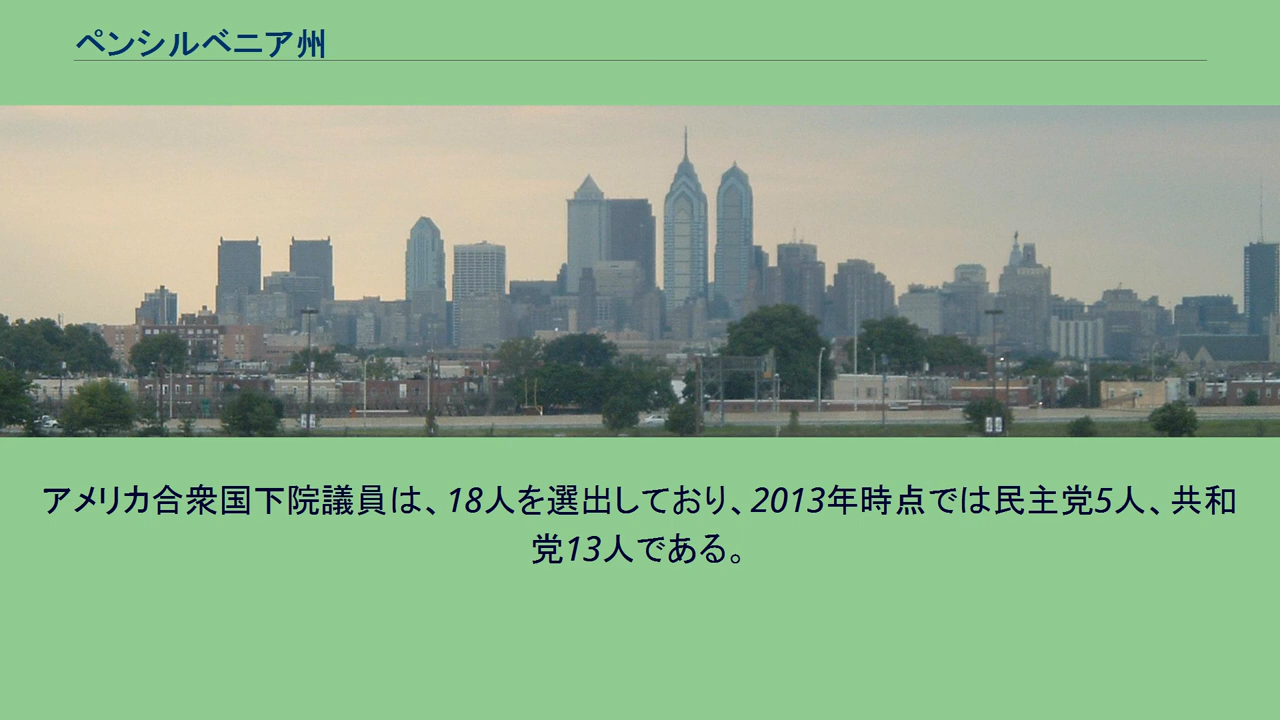 ペンシルベニア州
アメリカ合衆国下院議員は、18人を選出しており、2013年時点では民主党5人、共和
党13人である。